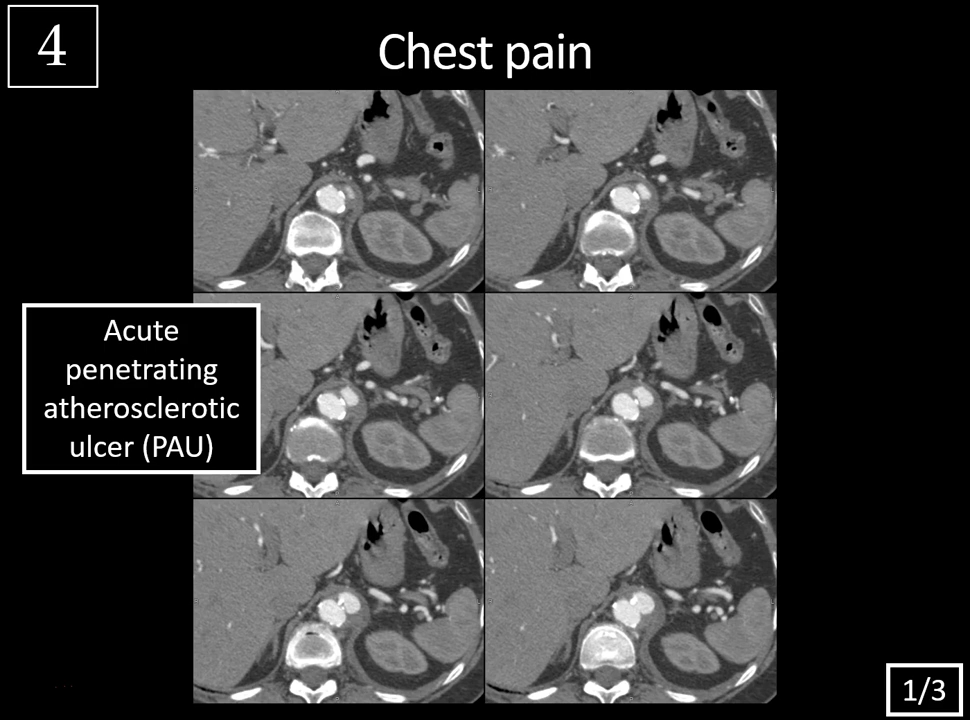 4
Chest pain
Acute
penetrating
atherosclerotic
ulcer (PAU)
1/3